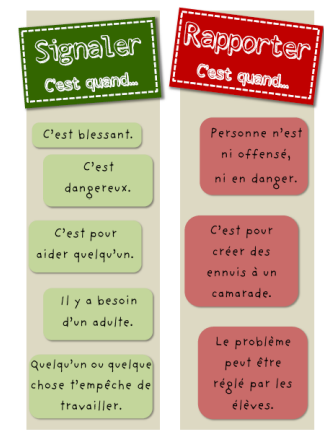 Signaler
C'est quand...
C'est blessant.
C'est
dangereux.
C'est pour
aider quelqu'un.
Il y a besoin
d'un adulte.
Quelqu'un ou quelque
chose t'empêche de
travailler.
Rapporter
C'est quand...
Personne n'est
ni offensé,
ni en danger.
C'est pour
créer des
ennuis à un
camarade.
Le problème
peut être
réglé par les
élèves.